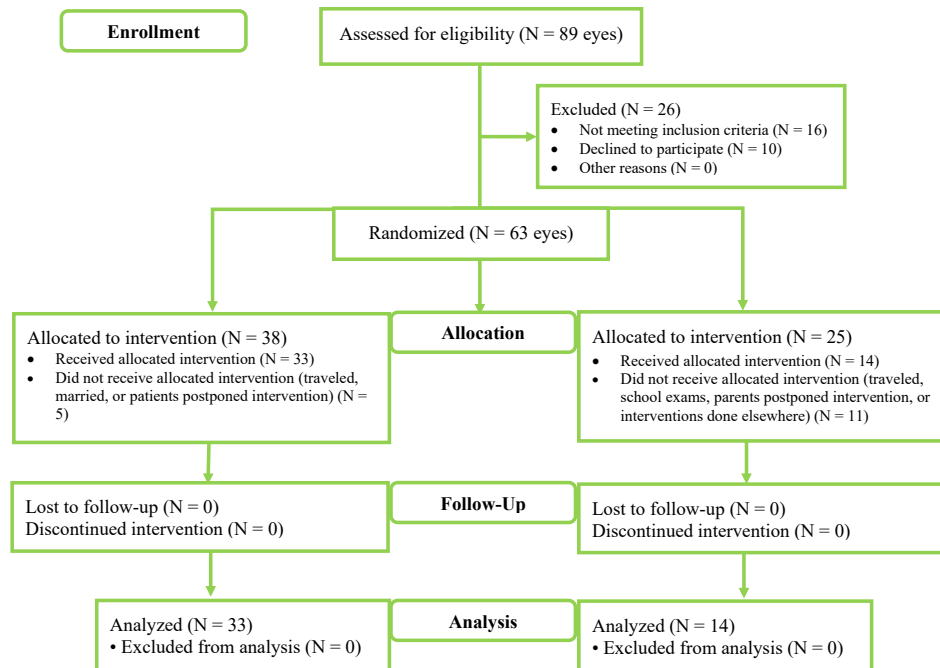 Enrollment
Assessed for eligibility (N = 89 eyes)
Excluded (N = 26)
• Not meeting inclusion criteria (N = 16)
• Declined to participate (N = 10)
• Other reasons (N = 0)
Randomized (N = 63 eyes)
Allocated to intervention (N = 38)
• Received allocated intervention (N = 33)
• Did not receive allocated intervention (traveled,
married, or patients postponed intervention) (N =
5)
Allocation
Allocated to intervention (N = 25)
• Received allocated intervention (N = 14)
• Did not receive allocated intervention (traveled,
school exams, parents postponed intervention, or
interventions done elsewhere) (N = 11)
Lost to follow-up (N = 0)
Discontinued intervention (N = 0)
Follow-Up
Lost to follow-up (N = 0)
Discontinued intervention (N = 0)
Analyzed (N = 33)
• Excluded from analysis (N = 0)
Analysis
Analyzed (N = 14)
• Excluded from analysis (N = 0)